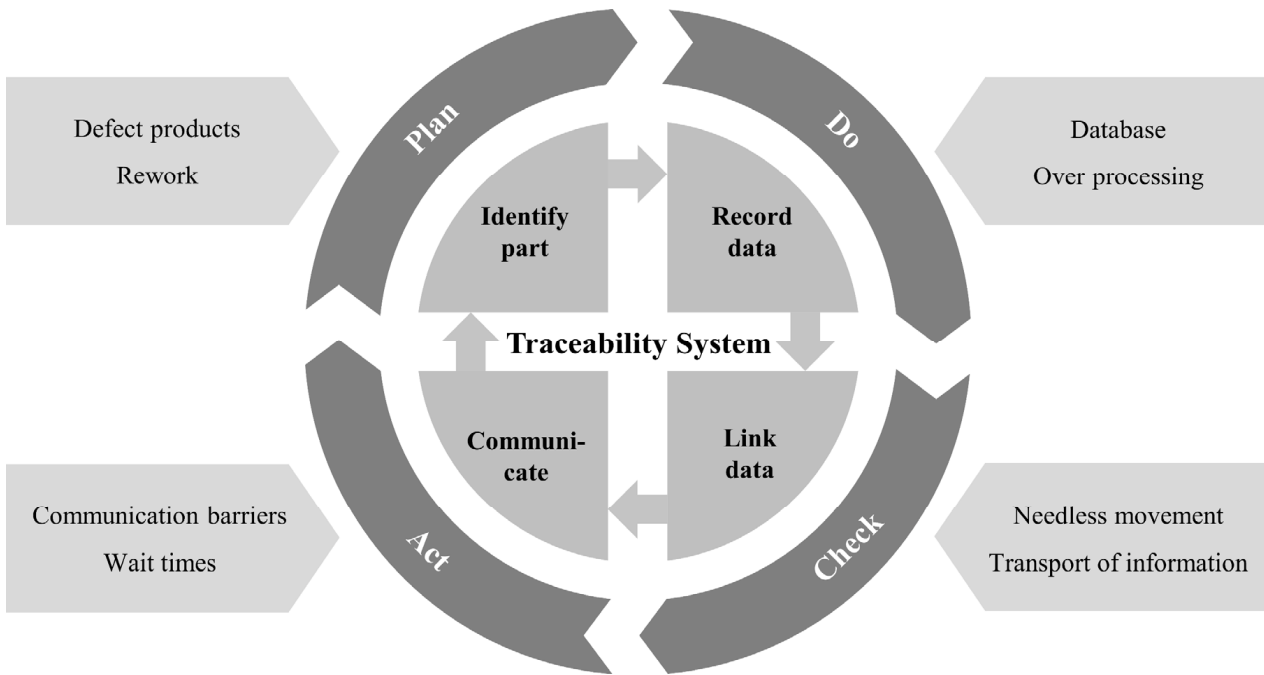 Plan
Do
Defect products
Rework
Database
Over processing
Identify
part
Record
data
Traceability System
Communi-
cate
Link
data
Communication barriers
Wait times
Needless movement
Transport of information
Act
Check